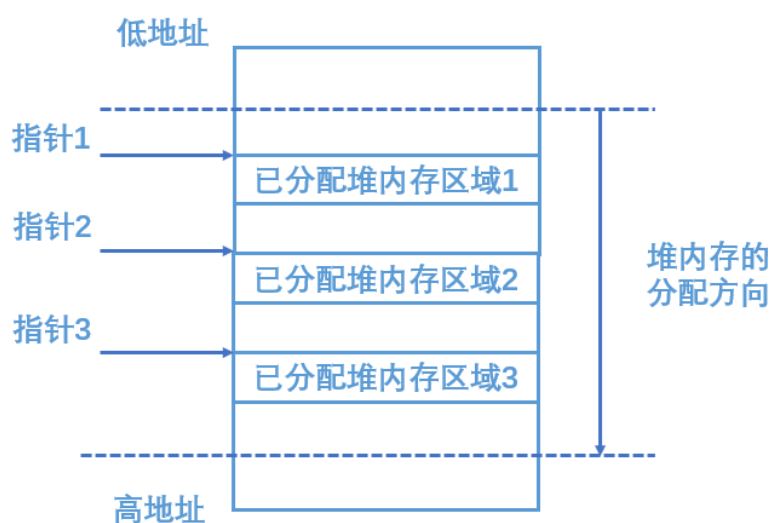 低地址
指针1
已分配堆内存区域1
指针2
堆内存的
分配方向
已分配堆内存区域2
指针3
已分配堆内存区域3
高地址